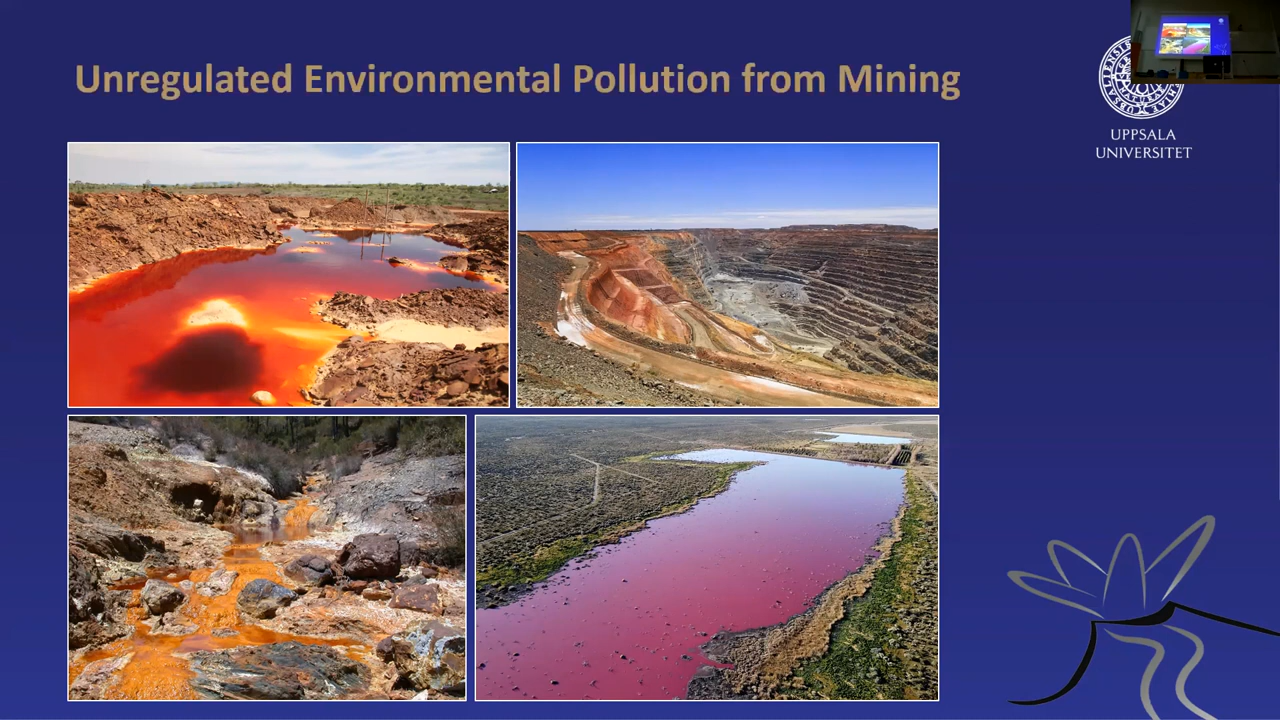 Unregulated Environmental Pollution from Mining
UPPSALA
UNIVERSITET